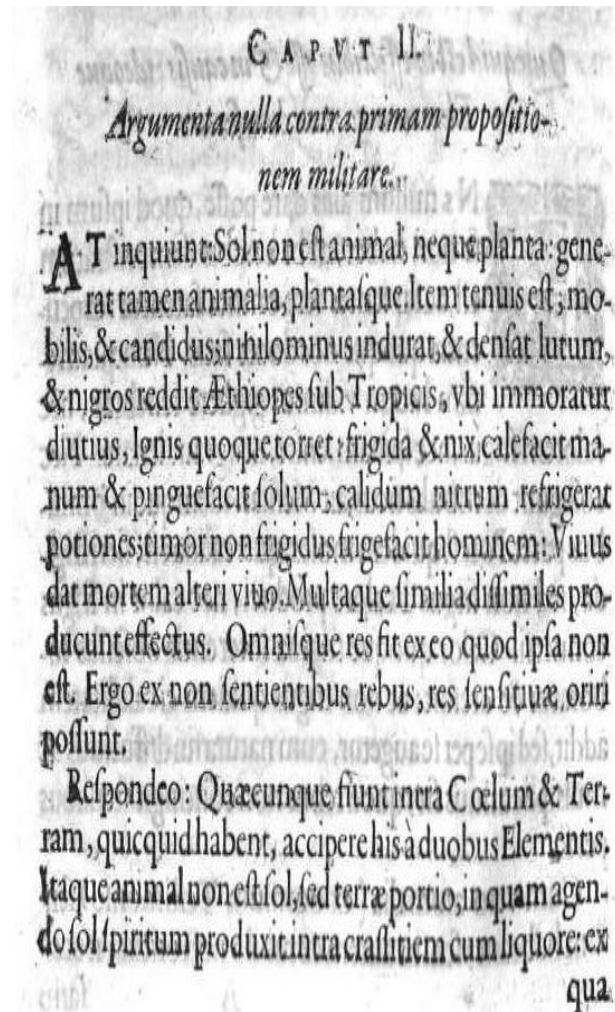 CAPVT II.
Argumenta nulla contra primam propoſitio-
nem militare.
AT inquiunt: Sol non eſt animal, neque planta: gene-
rat tamen animalia, plantaſque. Item tenuis eſt; mo-
bilis, & candidus; nihilominus indurat, & denſat lutum,
& nigros reddit Æthiopes ſub Tropicis, vbi immoratur
diutius, Ignis quoque torret: frigida & nix calefacit ma-
num & pinguefacit ſolum, calidum nitrum refrigerat
potiones; timor non frigidus frigefacit hominem: Viuus
dat mortem alteri viuo. Multaque ſimilia diſſimiles pro-
ducunt effectus. Omniſque res fit ex eo quod ipſa non
eſt. Ergo ex non ſentientibus rebus, res ſenſitiuæ oriri
poſſunt.
Reſpondeo: Quæcunque fiunt intra Cœlum & Ter-
ram, quicquid habent, accipere his à duobus Elementis.
Itaque animal non eſt ſol, ſed terræ portio, in quam agen-
do ſol ſpiritum produxit intra craſſitiem cum liquore: ex
qua